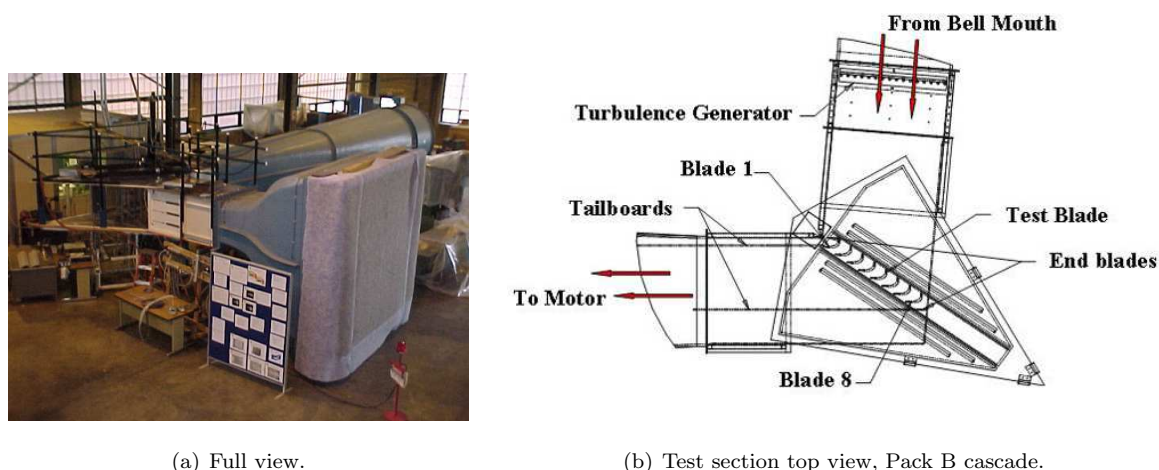 From Bell Mouth
Turbulence Generator
Blade 1
Tailboards
Test Blade
End blades
To Motor
Blade 8
(a) Full view.
(b) Test section top view, Pack B cascade.